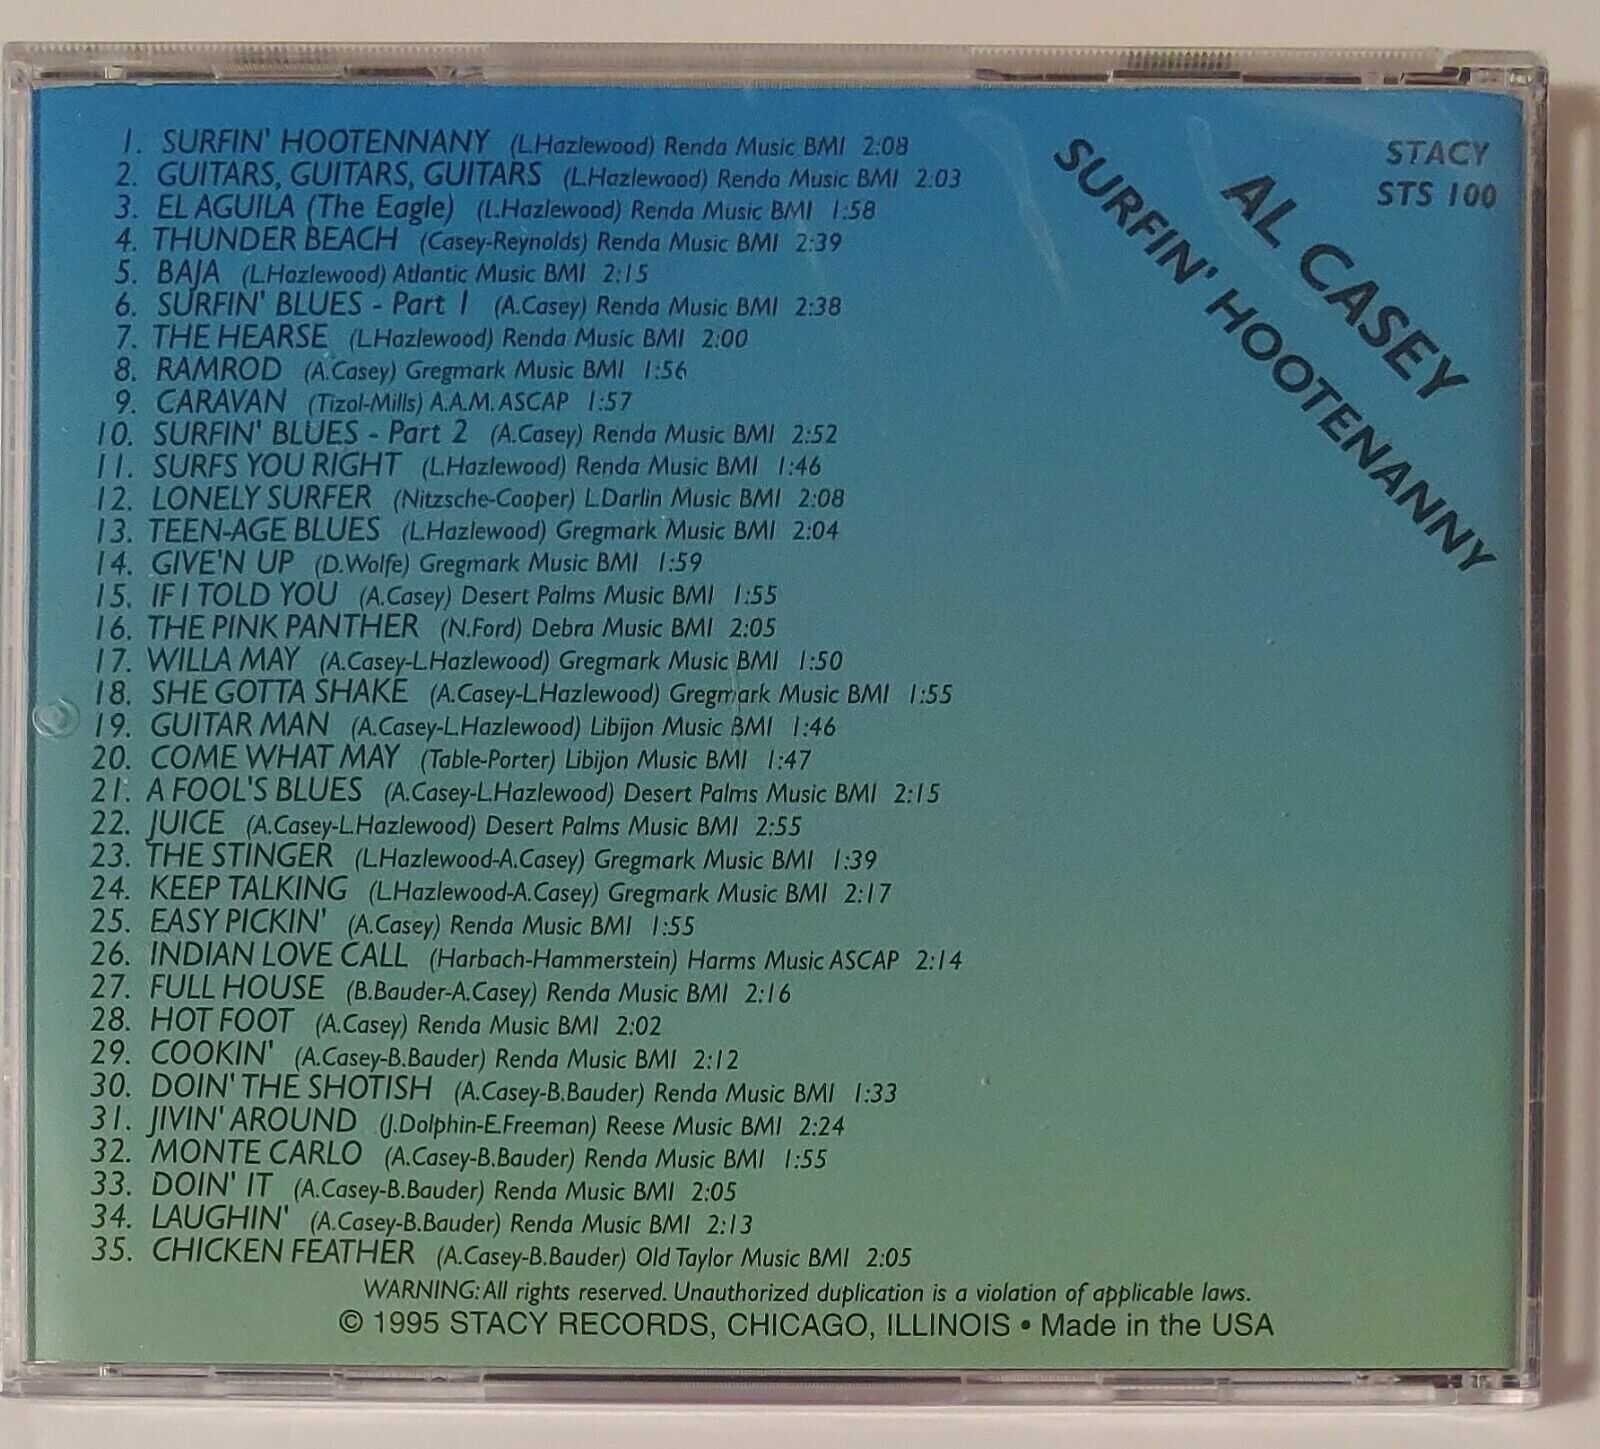 1. SURFIN' HOOTENNANY (L.Hazlewood) Renda Music BMI 2:08
2. GUITARS, GUITARS, GUITARS (L.Hazlewood) Renda Music BMI 2:03
3. EL AGUILA (The Eagle) (L.Hazlewood) Renda Music BMI 1:58
4. THUNDER BEACH (Casey-Reynolds) Renda Music BMI 2:39
5. BAJA (L.Hazlewood) Atlantic Music BMI 2:15
6. SURFIN' BLUES - Part 1 (A.Casey) Renda Music BMI 2:38
7. THE HEARSE (L.Hazlewood) Renda Music BMI 2:00
8. RAMROD (A.Casey) Gregmark Music BMI 1:56
9. CARAVAN (Tizol-Mills) A.A.M. ASCAP 1:57
10. SURFIN' BLUES - Part 2 (A.Casey) Renda Music BMI 2:52
11. SURFS YOU RIGHT (L.Hazlewood) Renda Music BMI 1:46
12. LONELY SURFER (Nitzsche-Cooper) L.Darlin Music BMI 2:08
13. TEEN-AGE BLUES (L.Hazlewood) Gregmark Music BMI 2:04
14. GIVE'N UP (D.Wolfe) Gregmark Music BMI 1:59
15. IF I TOLD YOU (A.Casey) Desert Palms Music BMI 1:55
16. THE PINK PANTHER (N.Ford) Debra Music BMI 2:05
17. WILLA MAY (A.Casey-L.Hazlewood) Gregmark Music BMI 1:50
18. SHE GOTTA SHAKE (A.Casey-L.Hazlewood) Gregmark Music BMI 1:55
19. GUITAR MAN (A.Casey-L.Hazlewood) Libijon Music BMI 1:46
20. COME WHAT MAY (Table-Porter) Libijon Music BMI 1:47
21. A FOOL'S BLUES (A.Casey-L.Hazlewood) Desert Palms Music BMI 2:15
22. JUICE (A.Casey-L.Hazlewood) Desert Palms Music BMI 2:55
23. THE STINGER (L.Hazlewood-A.Casey) Gregmark Music BMI 1:39
24. KEEP TALKING (L.Hazlewood-A.Casey) Gregmark Music BMI 2:17
25. EASY PICKIN' (A.Casey) Renda Music BMI 1:55
26. INDIAN LOVE CALL (Harbach-Hammerstein) Harms Music ASCAP 2:14
27. FULL HOUSE (B.Bauder-A.Casey) Renda Music BMI 2:16
28. HOT FOOT (A.Casey) Renda Music BMI 2:02
29. COOKIN' (A.Casey-B.Bauder) Renda Music BMI 2:12
30. DOIN' THE SHOTISH (A.Casey-B.Bauder) Renda Music BMI 1:33
31. JIVIN' AROUND (J.Dolphin-E.Freeman) Reese Music BMI 2:24
32. MONTE CARLO (A.Casey-B.Bauder) Renda Music BMI 1:55
33. DOIN' IT (A.Casey-B.Bauder) Renda Music BMI 2:05
34. LAUGHIN' (A.Casey-B.Bauder) Renda Music BMI 2:13
35. CHICKEN FEATHER (A.Casey-B.Bauder) Old Taylor Music BMI 2:05
WARNING: All rights reserved. Unauthorized duplication is a violation of applicable laws.
© 1995 STACY RECORDS, CHICAGO, ILLINOIS • Made in the USA
AL CASEY
SURFIN' HOOTENANNY
STACY
STS 100